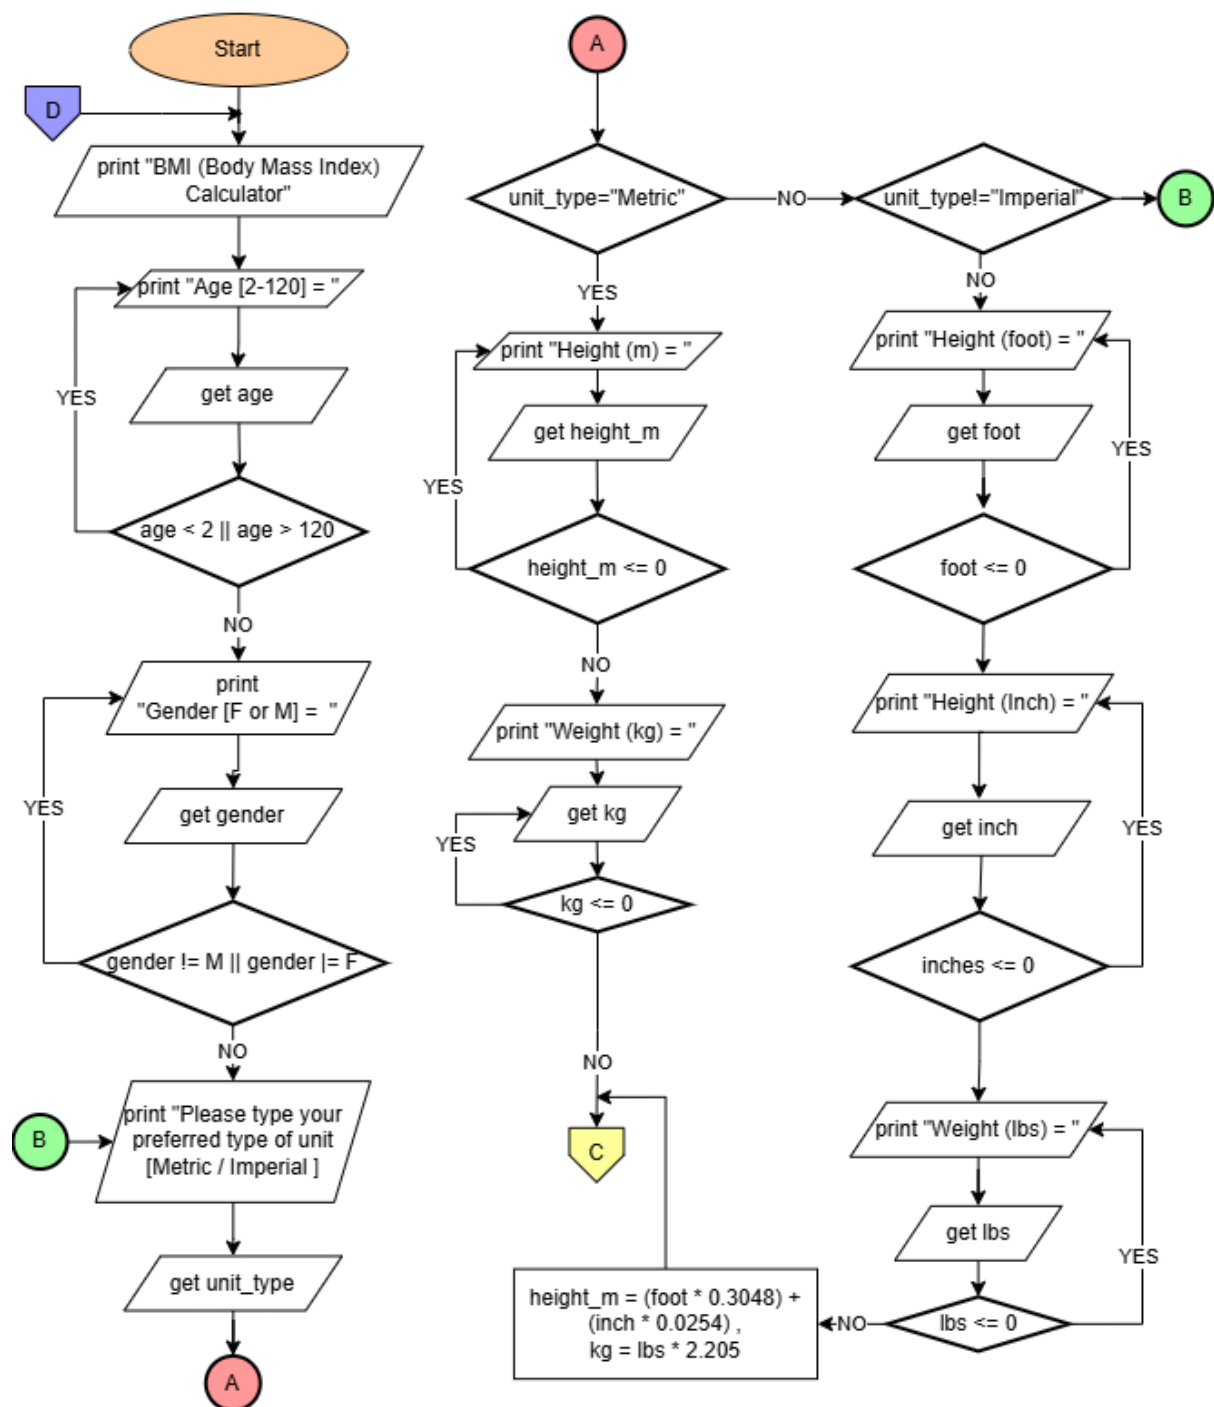 Start
D
print "BMI (Body Mass Index)
Calculator"
print "Age [2-120] = "
get age
YES
age < 2 || age > 120
NO
print
"Gender [F or M] =  "
YES
get gender
gender != M || gender |= F
NO
B
print "Please type your
preferred type of unit
[Metric / Imperial ]
get unit_type
A
A
unit_type="Metric"
NO
unit_type!="Imperial"
B
YES
print "Height (m) = "
get height_m
YES
height_m <= 0
NO
print "Weight (kg) = "
get kg
YES
kg <= 0
NO
C
NO
print "Height (foot) = "
get foot
YES
foot <= 0
print "Height (Inch) = "
get inch
YES
inches <= 0
print "Weight (lbs) = "
get lbs
YES
lbs <= 0
NO
height_m = (foot * 0.3048) +
(inch * 0.0254) ,
kg = lbs * 2.205